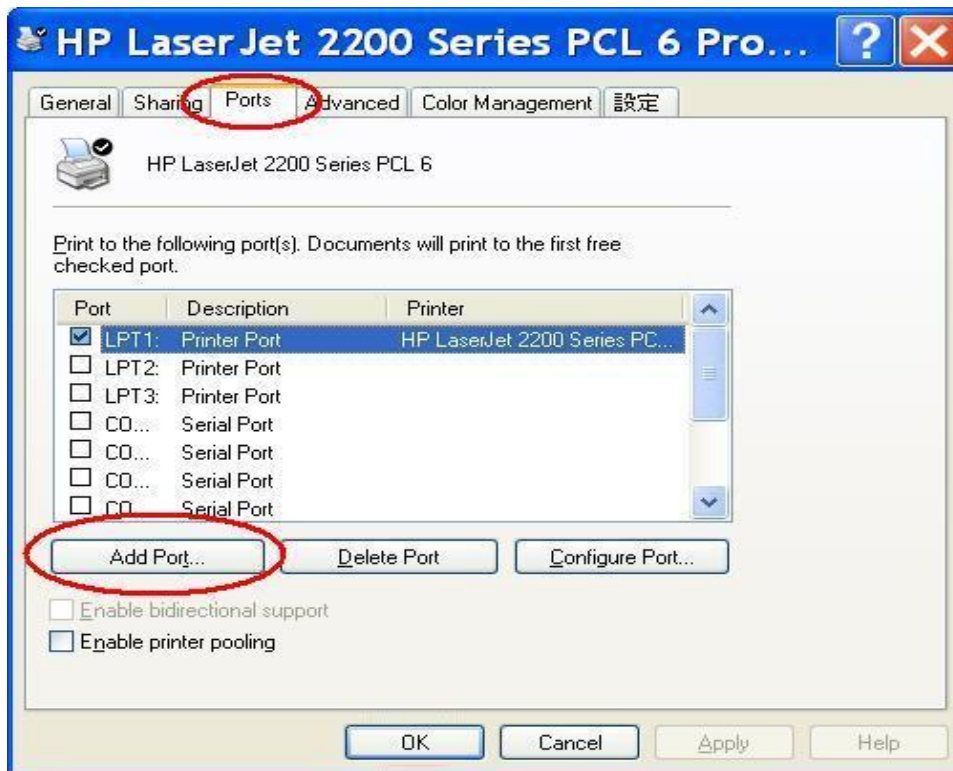 HP LaserJet 2200 Series PCL 6 Pro...
General Sharing Ports Advanced Color Management 設定
HP LaserJet 2200 Series PCL 6
Print to the following port(s). Documents will print to the first free
checked port.
Port Description Printer
LPT1: Printer Port HP LaserJet 2200 Series PC...
LPT2: Printer Port
LPT3: Printer Port
CO... Serial Port
CO... Serial Port
CO... Serial Port
CO... Serial Port
Add Port... Delete Port Configure Port...
Enable bidirectional support
Enable printer pooling
OK Cancel Apply Help